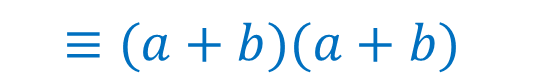 ≡ (a + b)(a + b)